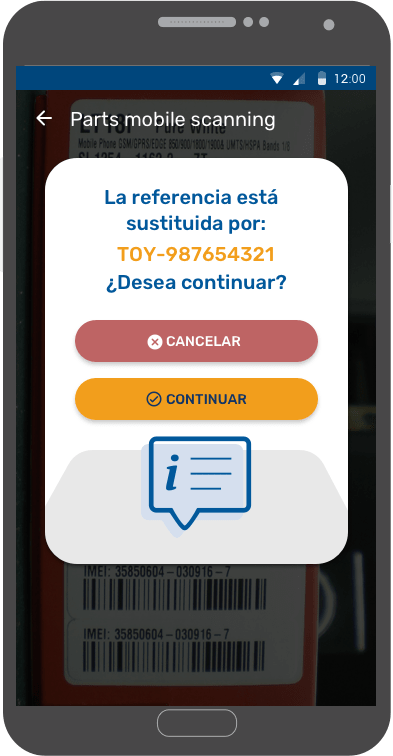 12:00
Parts mobile scanning
Pure White
Mobile Phone GSM/GPRS/EDGE 850/900/1800/1900& UMTS/HSPA Bands 1/8
La referencia está
sustituida por:
TOY-987654321
¿Desea continuar?
CANCELAR
CONTINUAR
i
IMEI: 35850604-030916-7
IMEI: 35850604-030916-7